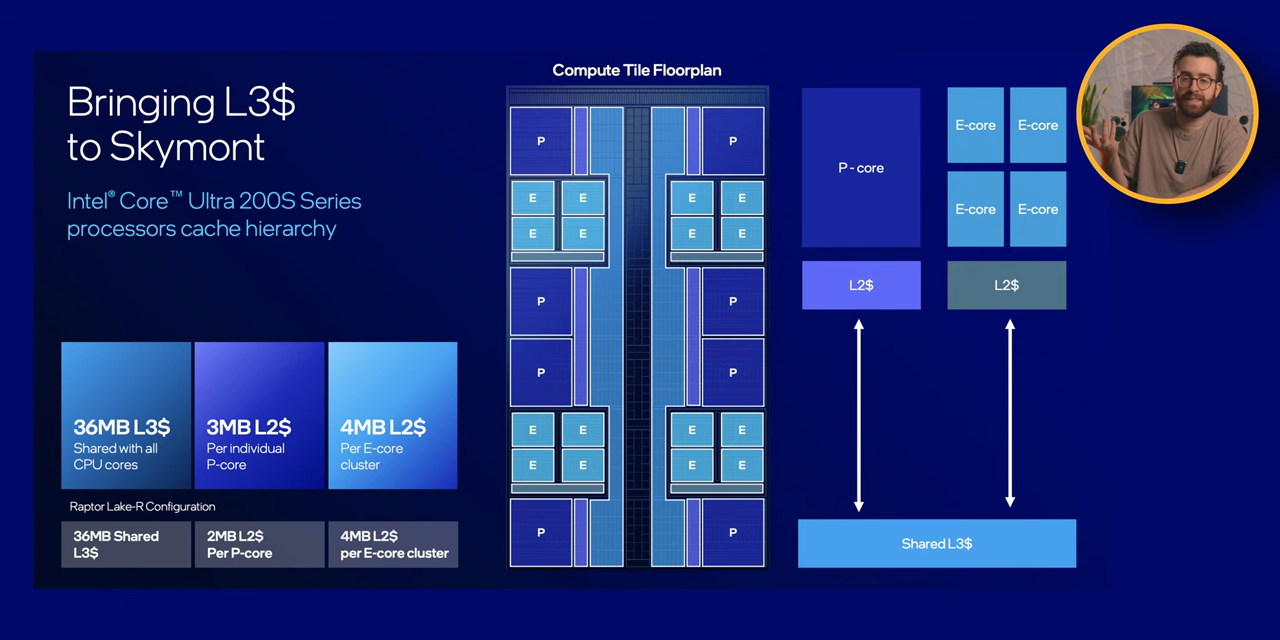 Bringing L3$
to Skymont
Intel® Core™ Ultra 200S Series
processors cache hierarchy
36MB L3$
Shared with all
CPU cores
3MB L2$
Per individual
P-core
4MB L2$
Per E-core
cluster
Raptor Lake-R Configuration
36MB Shared
L3$
2MB L2$
Per P-core
4MB L2$
per E-core cluster
Compute Tile Floorplan
P P
E E E E
E E E E
P P
P P
E E E E
E E E E
P P
P - core
E-core E-core
E-core E-core
L2$ L2$
Shared L3$